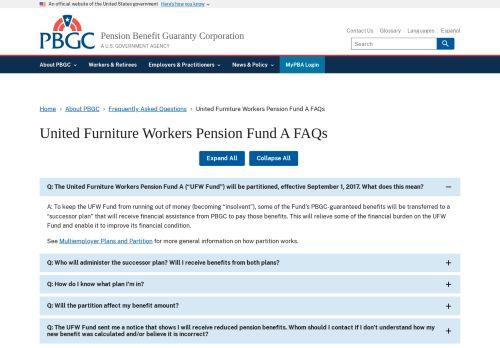 An official website of the United States government Here's how you know
PBGC
Pension Benefit Guaranty Corporation
A U.S. GOVERNMENT AGENCY
Contact Us Glossary Languages Español
Search
About PBGC Workers & Retirees Employers & Practitioners News & Policy MyPBA Login
Home › About PBGC › Frequently Asked Questions › United Furniture Workers Pension Fund A FAQs
United Furniture Workers Pension Fund A FAQs
Expand All Collapse All
Q: The United Furniture Workers Pension Fund A ("UFW Fund") will be partitioned, effective September 1, 2017. What does this mean?
A: To keep the UFW Fund from running out of money (becoming "insolvent"), some of the Fund's PBGC-guaranteed benefits will be transferred to a
"successor plan" that will receive financial assistance from PBGC to pay those benefits. This will relieve some of the financial burden on the UFW
Fund and enable it to improve its financial condition.
See Multiemployer Plans and Partition for more general information on how partition works.
Q: Who will administer the successor plan? Will I receive benefits from both plans?
Q: How do I know what plan I'm in?
Q: Will the partition affect my benefit amount?
Q: The UFW Fund sent me a notice that shows I will receive reduced pension benefits. Whom should I contact if I don't understand how my
new benefit was calculated and/or believe it is incorrect?